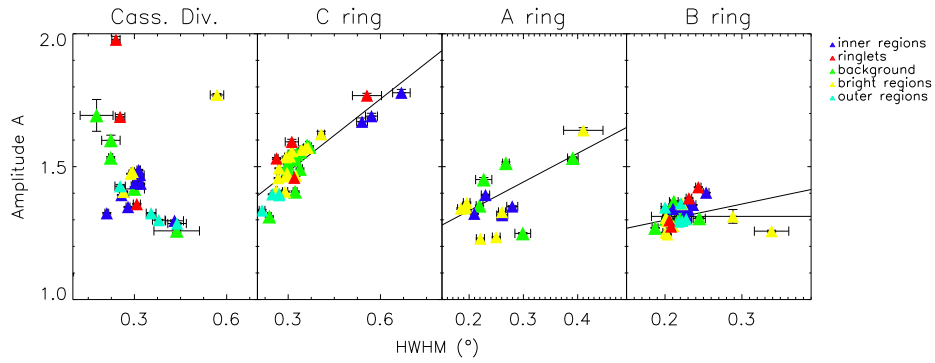 Cass. Div. C ring A ring B ring
2.0
1.5
1.0
Amplitude A
inner regions
ringlets
background
bright regions
outer regions
0.3 0.6 0.3 0.6 0.2 0.3 0.4 0.2 0.3
HWHM (°)